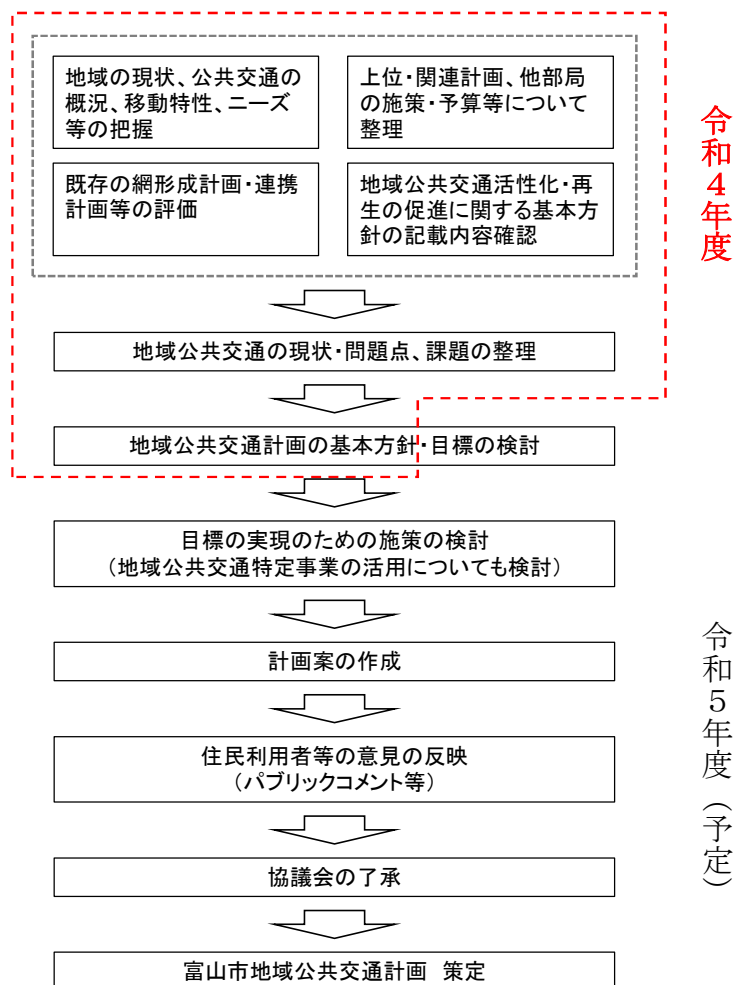 地域の現状、公共交通の
概況、移動特性、ニーズ
等の把握
上位・関連計画、他部局
の施策・予算等について
整理
既存の網形成計画・連携
計画等の評価
地域公共交通活性化・再
生の促進に関する基本方
針の記載内容確認
令和４年度
地域公共交通の現状・問題点、課題の整理
地域公共交通計画の基本方針・目標の検討
目標の実現のための施策の検討
（地域公共交通特定事業の活用についても検討）
計画案の作成
住民利用者等の意見の反映
（パブリックコメント等）
協議会の了承
富山市地域公共交通計画　策定
令和５年度（予定）